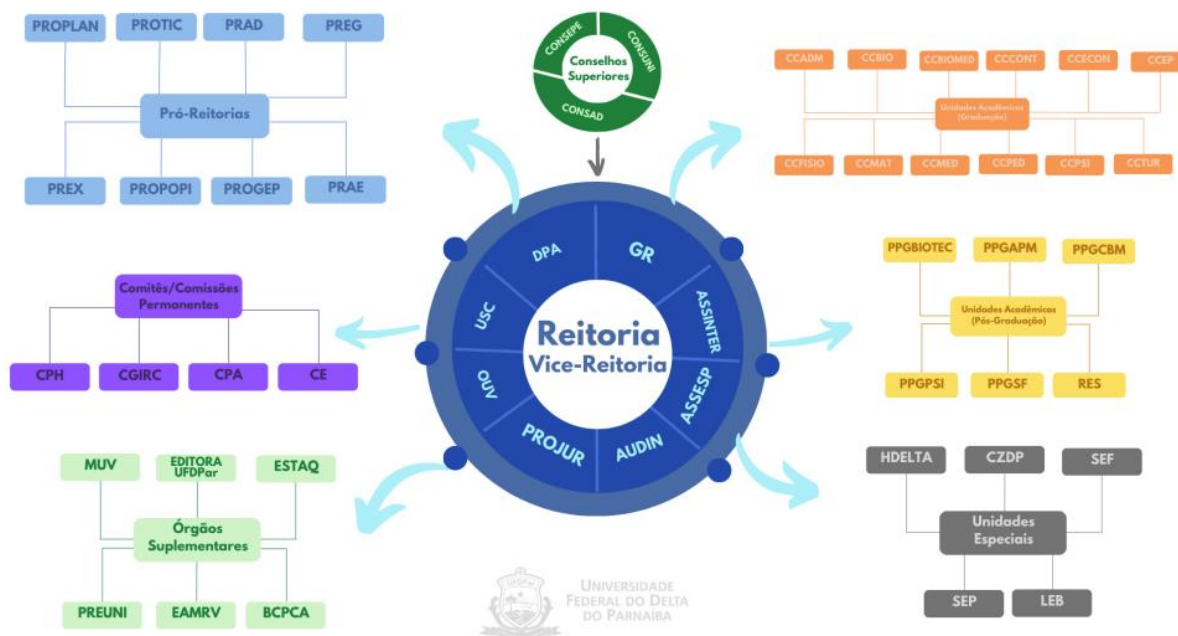 PROPLAN
PROTIC
PRAD
PREG
Pró-Reitorias
PREX
PROPOPI
PROGEP
PRAE
CONSEPE
CONSUNI
Conselhos
Superiores
CONSAD
CCADM
CCBIO
CCBIOMED
CCCONT
CCECON
CCEP
Unidades Acadêmicas
(Graduação)
CCFISIO
CCMAT
CCMED
CCPED
CCPSI
CCTUR
Comitês/Comissões
Permanentes
CPH
CGIRC
CPA
CE
DPA
GR
USC
ASSINTER
Reitoria
Vice-Reitoria
OUV
ASSESP
PROJUR
AUDIN
PPGBIOTEC
PPGAPM
PPGCBM
Unidades Acadêmicas
(Pós-Graduação)
PPGPSI
PPGSF
RES
MUV
EDITORA
UFDPar
ESTAQ
Órgãos
Suplementares
PREUNI
EAMRV
BCPCA
HDELTA
CZDP
SEF
Unidades
Especiais
SEP
LEB
UFDPar
Universidade
Federal do Delta
do Parnaíba